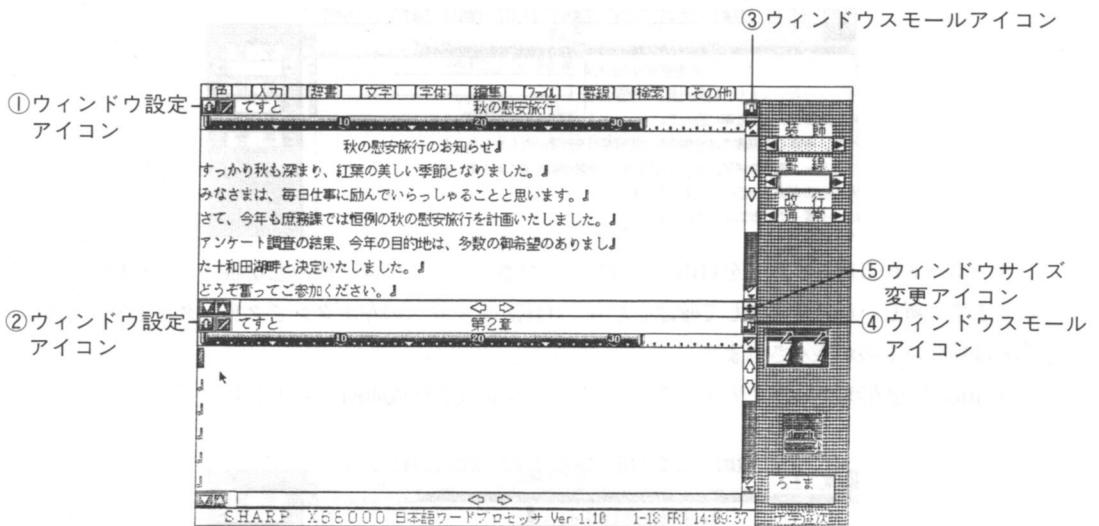 ③ウィンドウスモールアイコン
①ウィンドウ設定
アイコン
[色] [入力] [辞書] [文字] [字体] [編集] [ファイル] [罫線] [検索] [その他]
てすと 秋の慰安旅行
10 20 30
秋の慰安旅行のお知らせ』
すっかり秋も深まり、紅葉の美しい季節となりました。』
みなさまは、毎日仕事に励んでいらっしゃることと思います。』
さて、今年も庶務課では恒例の秋の慰安旅行を計画いたしました。』
アンケート調査の結果、今年の目的地は、多数の御希望のありまし』
た十和田湖畔と決定いたしました。』
どうぞ奮ってご参加ください。』
装飾
罫線
改行
通常
⑤ウィンドウサイズ
変更アイコン
④ウィンドウスモール
アイコン
②ウィンドウ設定
アイコン
てすと 第2章
10 20 30
ろーま
SHARP X68000 日本語ワードプロセッサ Ver 1.10 1-18 FRI 14:09:37